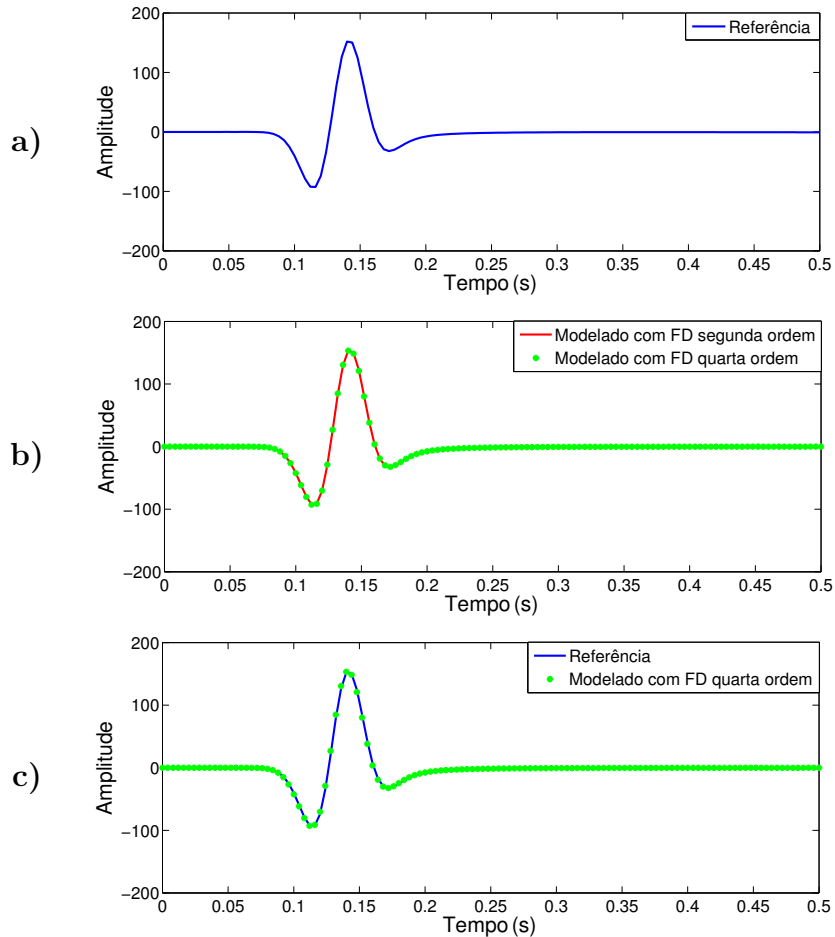 200
100
0
−100
−200
Amplitude
a)
Referência
0 0.05 0.1 0.15 0.2 0.25 0.3 0.35 0.4 0.45 0.5
Tempo (s)
200
100
0
−100
−200
Amplitude
b)
Modelado com FD segunda ordem
Modelado com FD quarta ordem
0 0.05 0.1 0.15 0.2 0.25 0.3 0.35 0.4 0.45 0.5
Tempo (s)
200
100
0
−100
−200
Amplitude
c)
Referência
Modelado com FD quarta ordem
0 0.05 0.1 0.15 0.2 0.25 0.3 0.35 0.4 0.45 0.5
Tempo (s)